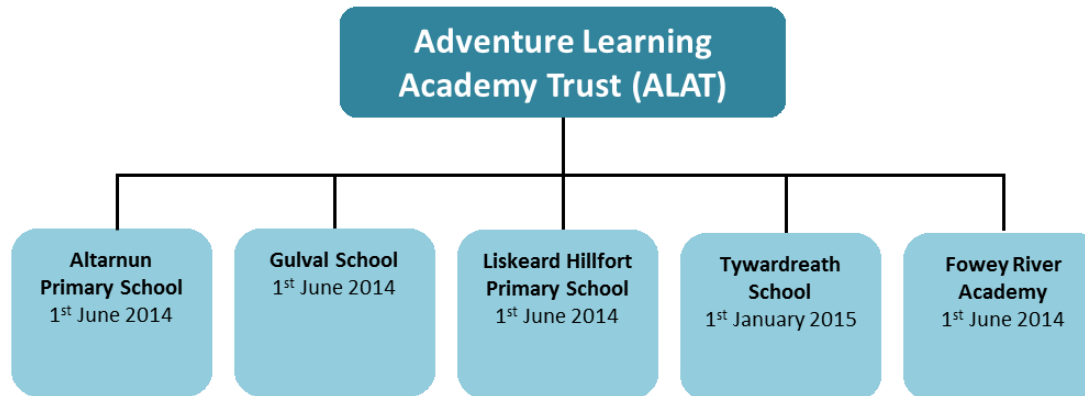 Adventure Learning
Academy Trust (ALAT)
Altarnun
Primary School
1st June 2014
Gulval School
1st June 2014
Liskeard Hillfort
Primary School
1st June 2014
Tywardreath
School
1st January 2015
Fowey River
Academy
1st June 2014